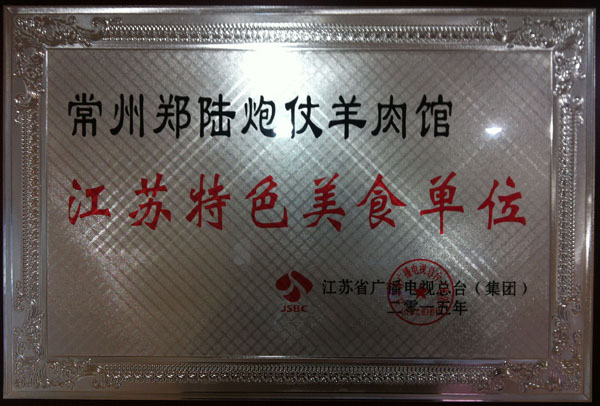 常州郑陆炮仗羊肉馆
江苏特色美食单位
JSBC
江苏省广播电视总台（集团）
二零一五年